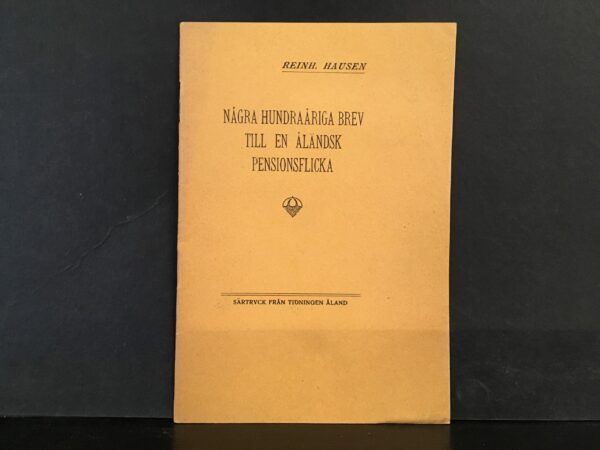 REINH. HAUSEN
NÅGRA HUNDRAÅRIGA BREV
TILL EN ÅLÄNDSK
PENSIONSFLICKA
SÄRTRYCK FRÅN TIDNINGEN ÅLAND